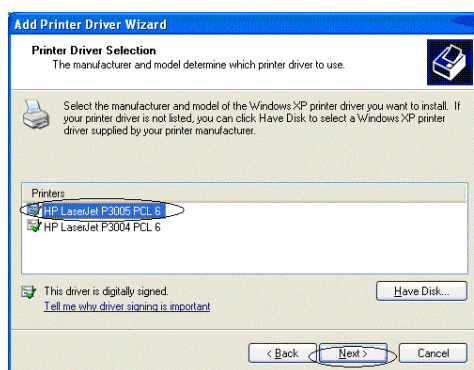 Add Printer Driver Wizard
Printer Driver Selection
The manufacturer and model determine which printer driver to use.
Select the manufacturer and model of the Windows XP printer driver you want to install. If
your printer driver is not listed, you can click Have Disk to select a Windows XP printer
driver supplied by your printer manufacturer.
Printers
HP LaserJet P3005 PCL 6
HP LaserJet P3004 PCL 6
This driver is digitally signed.
Have Disk...
Tell me why driver signing is important
< Back
Next >
Cancel